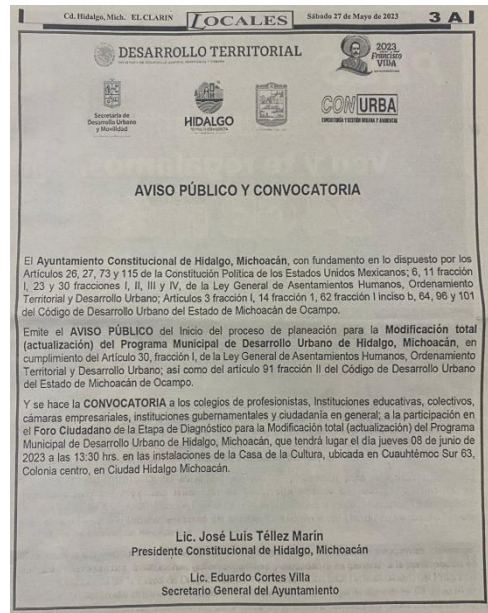 Cd. Hidalgo, Mich. EL CLARIN
LOCALES
Sábado 27 de Mayo de 2023
3 A
DESARROLLO TERRITORIAL
2023
Francisco
VILLA
Secretaría de
Desarrollo Urbano
y Movilidad
HIDALGO
CONURBA
AVISO PÚBLICO Y CONVOCATORIA
El Ayuntamiento Constitucional de Hidalgo, Michoacán, con fundamento en lo dispuesto por los
Artículos 26, 27, 73 y 115 de la Constitución Política de los Estados Unidos Mexicanos; 6, 11 fracción
I, 23 y 30 fracciones I, II, III y IV, de la Ley General de Asentamientos Humanos, Ordenamiento
Territorial y Desarrollo Urbano; Artículos 3 fracción I, 14 fracción 1, 62 fracción I inciso b, 64, 96 y 101
del Código de Desarrollo Urbano del Estado de Michoacán de Ocampo.
Emite el AVISO PÚBLICO del Inicio del proceso de planeación para la Modificación total
(actualización) del Programa Municipal de Desarrollo Urbano de Hidalgo, Michoacán, en
cumplimiento del Artículo 30, fracción I, de la Ley General de Asentamientos Humanos, Ordenamiento
Territorial y Desarrollo Urbano; así como del artículo 91 fracción II del Código de Desarrollo Urbano
del Estado de Michoacán de Ocampo.
Y se hace la CONVOCATORIA a los colegios de profesionistas, Instituciones educativas, colectivos,
cámaras empresariales, instituciones gubernamentales y ciudadanía en general; a la participación en
el Foro Ciudadano de la Etapa de Diagnóstico para la Modificación total (actualización) del Programa
Municipal de Desarrollo Urbano de Hidalgo, Michoacán, que tendrá lugar el día jueves 08 de junio de
2023 a las 13:30 hrs. en las instalaciones de la Casa de la Cultura, ubicada en Cuauhtémoc Sur 63,
Colonia centro, en Ciudad Hidalgo Michoacán.
Lic. José Luis Téllez Marín
Presidente Constitucional de Hidalgo, Michoacán
Lic. Eduardo Cortes Villa
Secretario General del Ayuntamiento